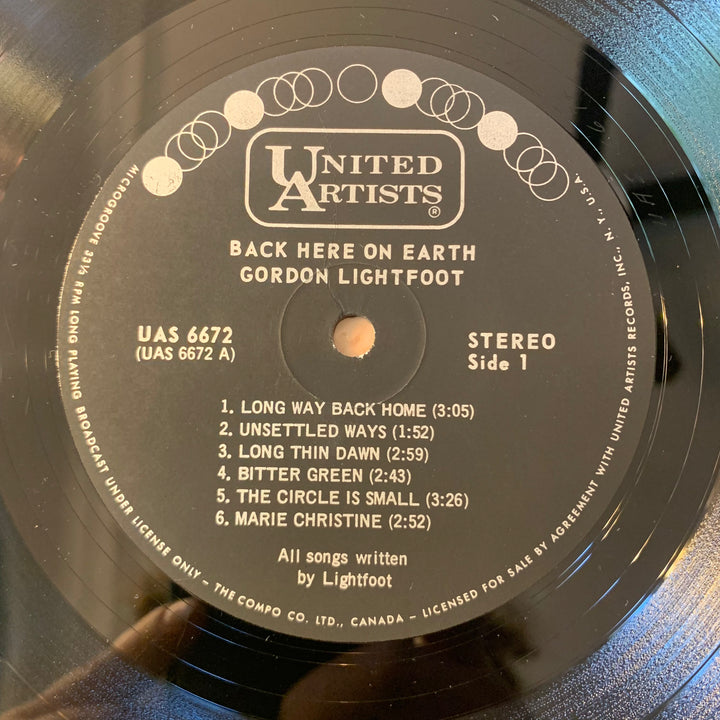 UNITED
ARTISTS®
BACK HERE ON EARTH
GORDON LIGHTFOOT
UAS 6672
(UAS 6672 A)
STEREO
Side 1
1. LONG WAY BACK HOME (3:05)
2. UNSETTLED WAYS (1:52)
3. LONG THIN DAWN (2:59)
4. BITTER GREEN (2:43)
5. THE CIRCLE IS SMALL (3:26)
6. MARIE CHRISTINE (2:52)
All songs written
by Lightfoot
MICROGROOVE 33⅓ RPM LONG PLAYING BROADCAST UNDER LICENSE ONLY – THE COMPO CO. LTD., CANADA – LICENSED FOR SALE BY AGREEMENT WITH UNITED ARTISTS RECORDS, INC., N. Y., U.S.A.